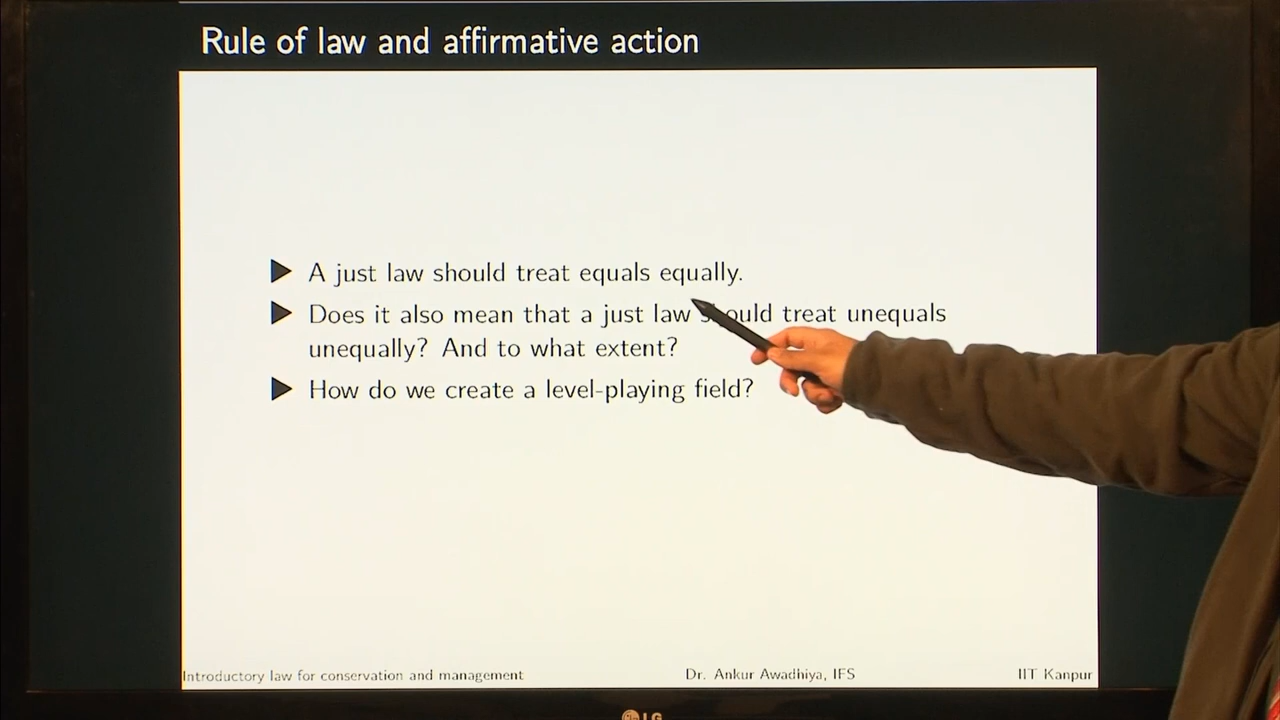 Rule of law and affirmative action
A just law should treat equals equally.
Does it also mean that a just law should treat unequals
unequally? And to what extent?
How do we create a level-playing field?
Introductory law for conservation and management Dr. Ankur Awadhiya, IFS IIT Kanpur
LG